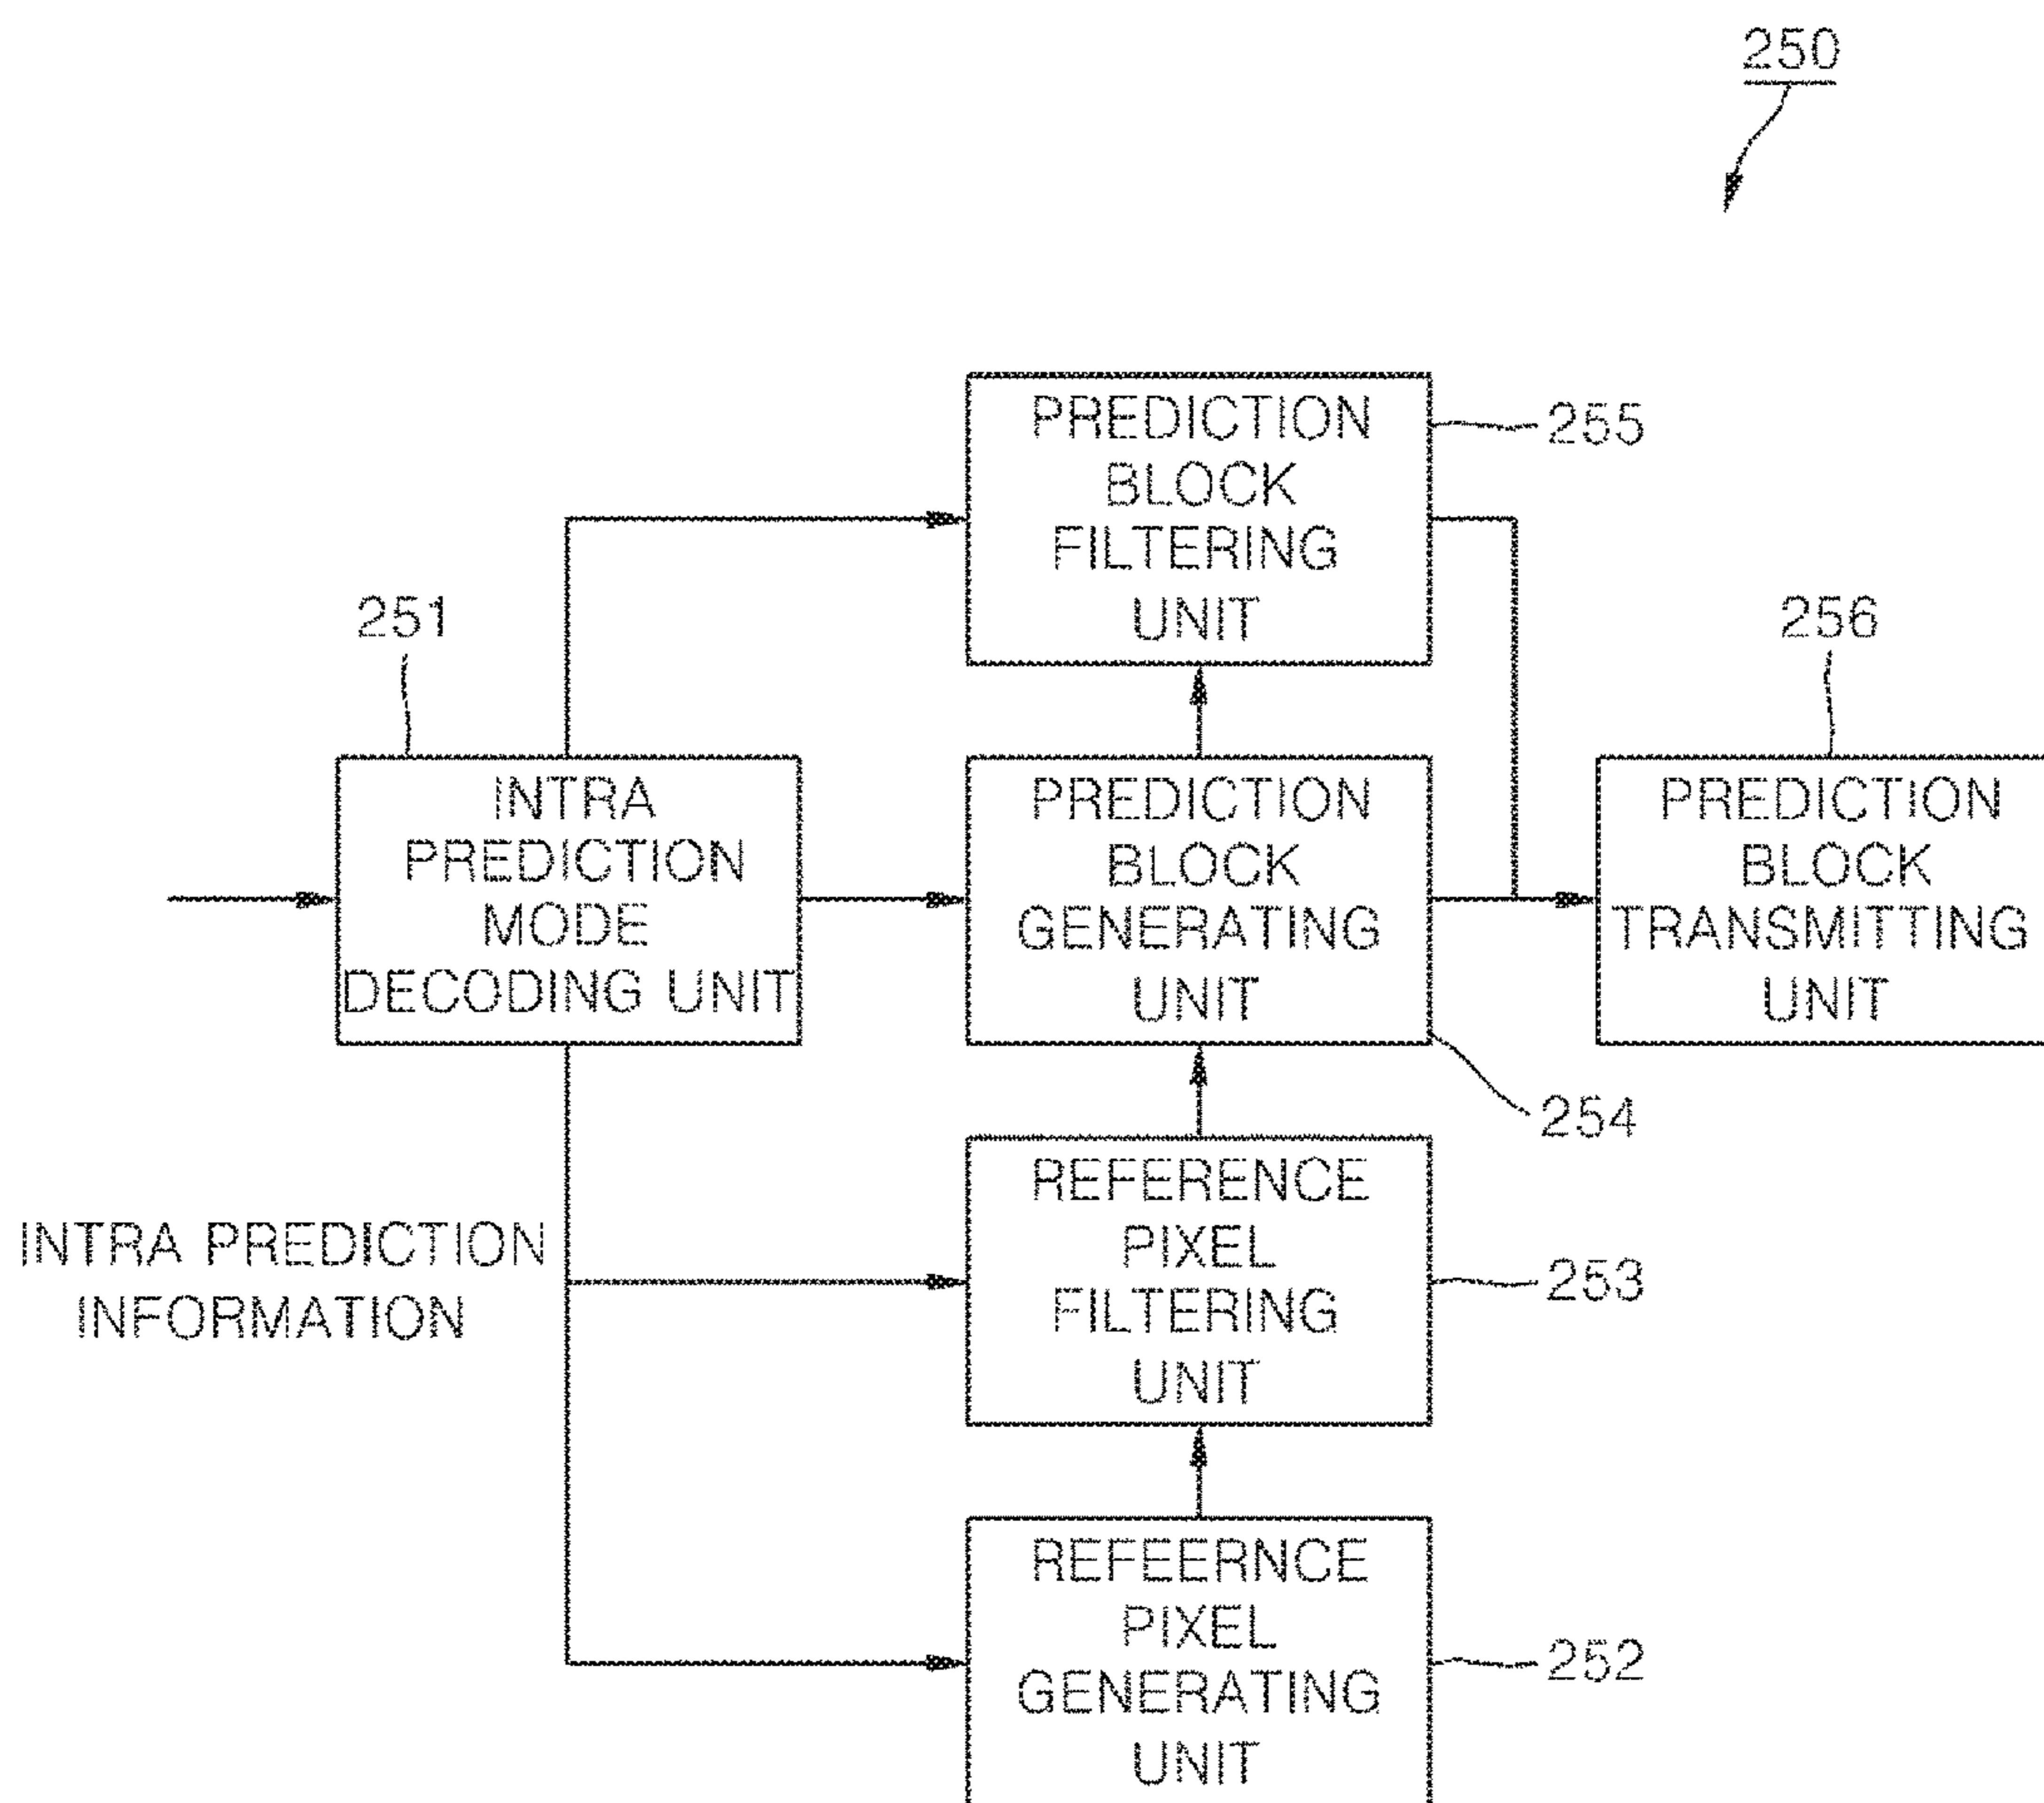 250
PREDICTION
BLOCK
FILTERING
UNIT
255
251
256
INTRA
PREDICTION
MODE
DECODING UNIT
PREDICTION
BLOCK
GENERATING
UNIT
PREDICTION
BLOCK
TRANSMITTING
UNIT
254
INTRA PREDICTION
INFORMATION
REFERENCE
PIXEL
FILTERING
UNIT
253
REFEERNCE
PIXEL
GENERATING
UNIT
252